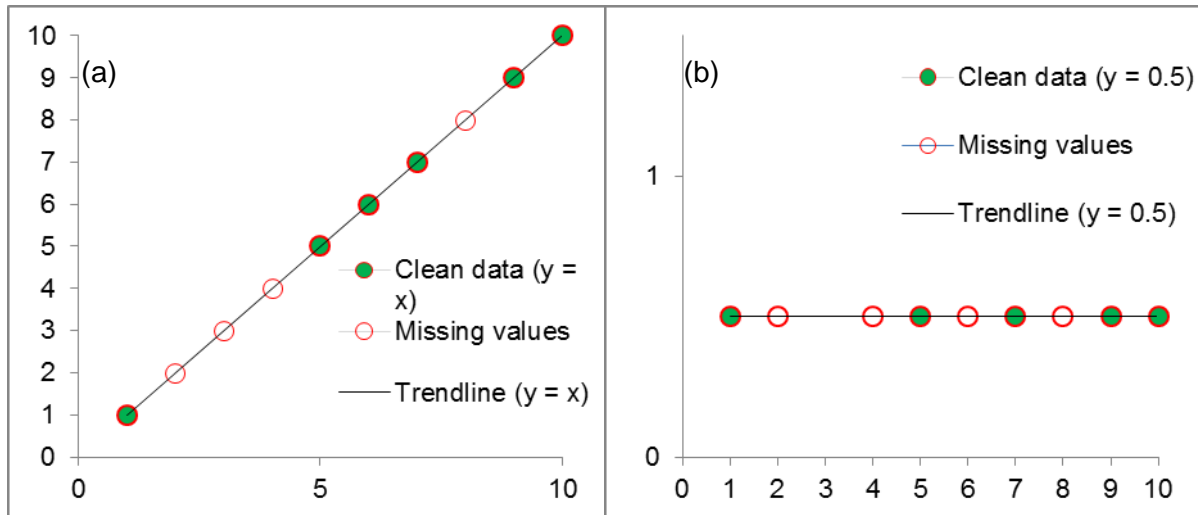 (a)
10
9
8
7
6
5
4
3
2
1
0
0 5 10
Clean data (y =
x)
Missing values
Trendline (y = x)
(b)
1
0
0 1 2 3 4 5 6 7 8 9 10
Clean data (y = 0.5)
Missing values
Trendline (y = 0.5)